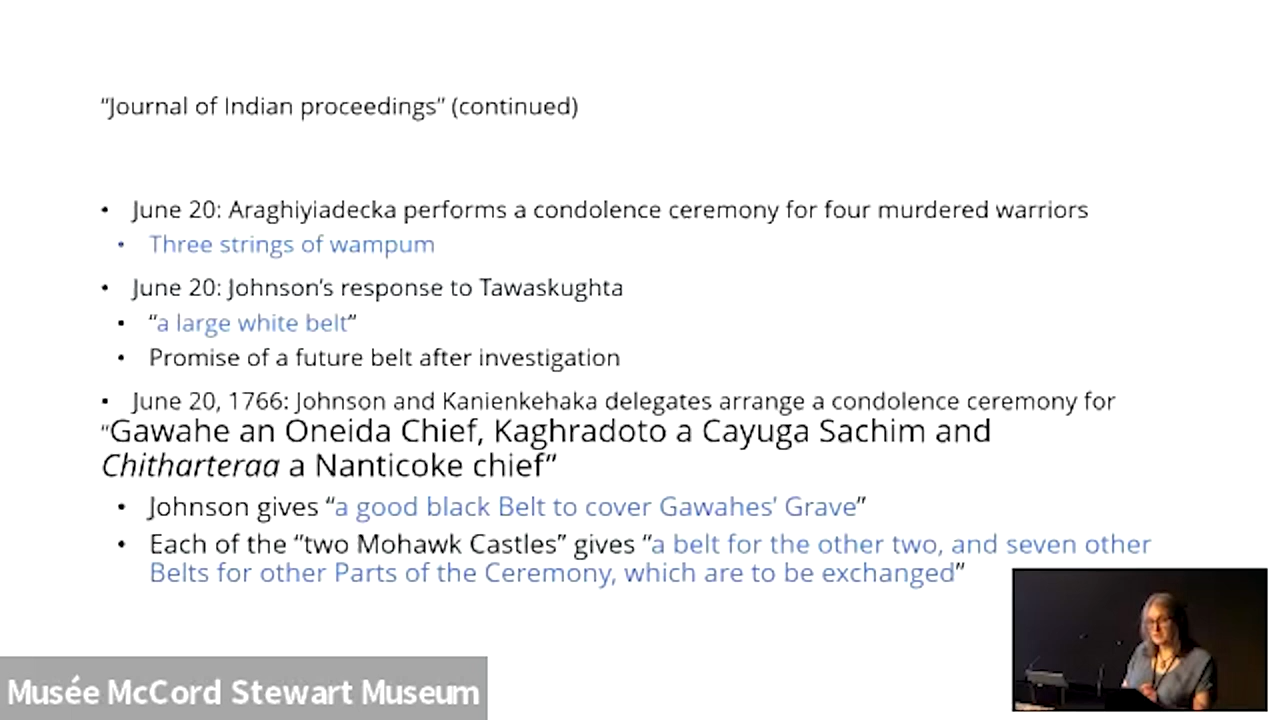 “Journal of Indian proceedings” (continued)
• June 20: Araghiyiadecka performs a condolence ceremony for four murdered warriors
• Three strings of wampum
• June 20: Johnson’s response to Tawaskughta
• “a large white belt”
• Promise of a future belt after investigation
• June 20, 1766: Johnson and Kanienkehaka delegates arrange a condolence ceremony for
“Gawahe an Oneida Chief, Kaghradoto a Cayuga Sachim and
Chitharteraa a Nanticoke chief”
• Johnson gives “a good black Belt to cover Gawahes’ Grave”
• Each of the “two Mohawk Castles” gives “a belt for the other two, and seven other
Belts for other Parts of the Ceremony, which are to be exchanged”
Musée McCord Stewart Museum